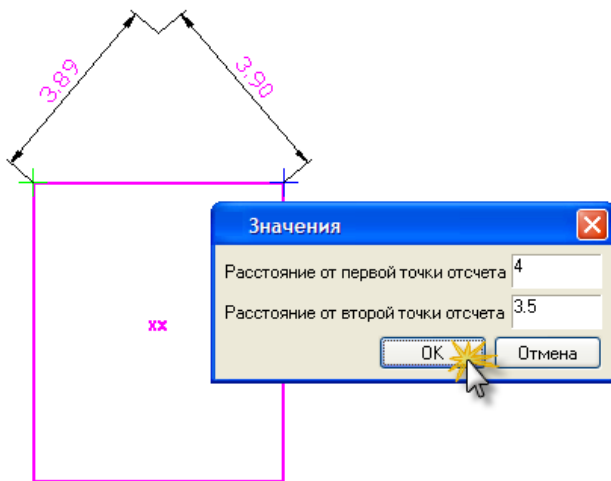 3,89
3,90
Значения
Расстояние от первой точки отсчета 4
Расстояние от второй точки отсчета 3.5
OK Отмена
xx